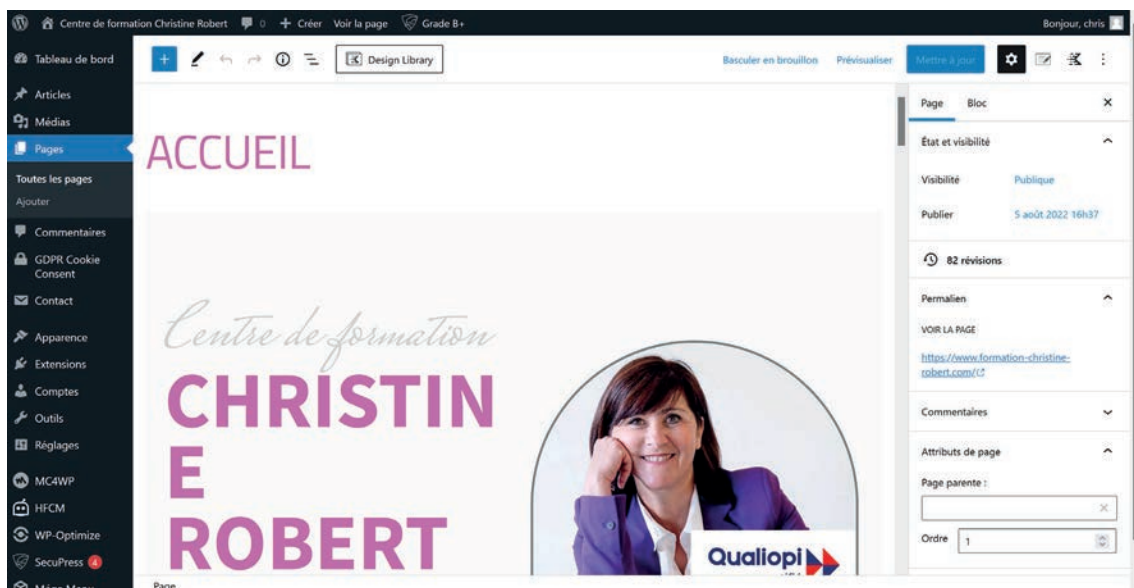 Centre de formation Christine Robert 0 + Créer Voir la page Grade B+ Bonjour, chris
Tableau de bord
Articles
Médias
Pages
Toutes les pages
Ajouter
Commentaires
GDPR Cookie
Consent
Contact
Apparence
Extensions
Comptes
Outils
Réglages
MC4WP
HFCM
WP-Optimize
SecuPress 4
Design Library Basculer en brouillon Prévisualiser Mettre à jour
ACCUEIL
Centre de formation
CHRISTIN
E
ROBERT
Qualiopi
Page
Page Bloc
État et visibilité
Visibilité Publique
Publier 5 août 2022 16h37
82 révisions
Permalien
VOIR LA PAGE
https://www.formation-christine-
robert.com/
Commentaires
Attributs de page
Page parente :
Ordre 1